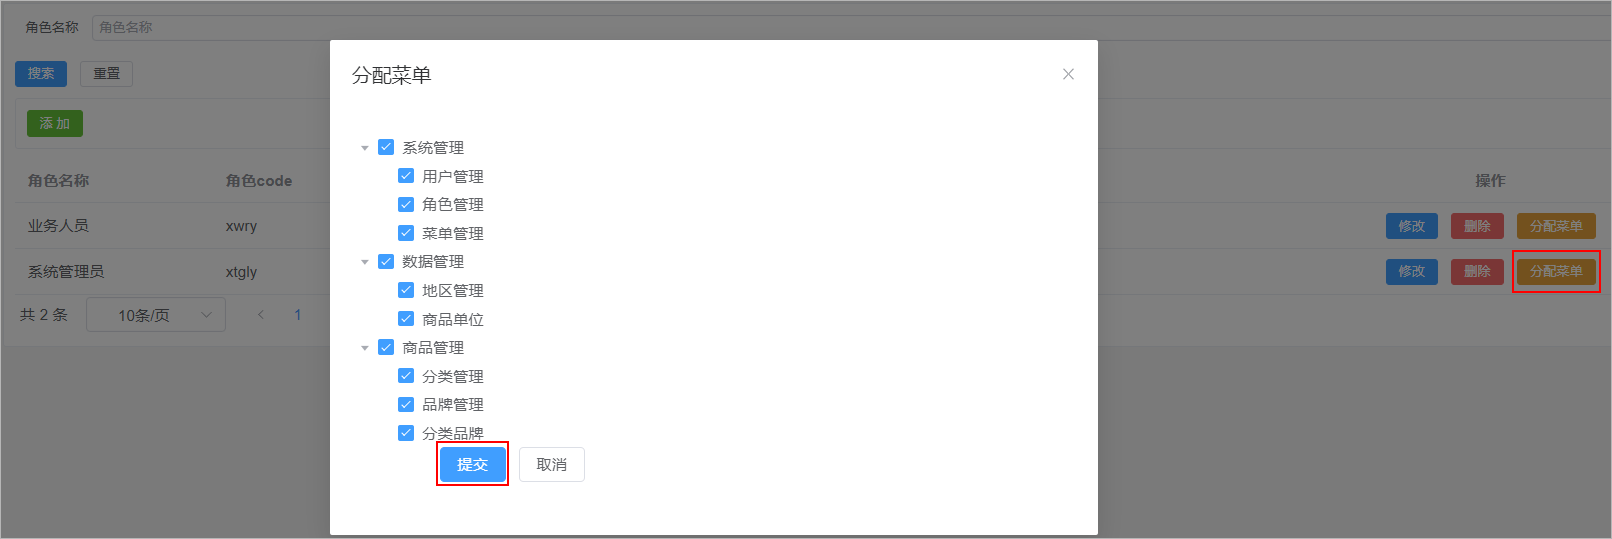 角色名称 角色名称
搜索 重置
添 加
角色名称 角色code 操作
业务人员 xwry 修改 删除 分配菜单
系统管理员 xtgly 修改 删除 分配菜单
共 2 条 10条/页 1
分配菜单
系统管理
用户管理
角色管理
菜单管理
数据管理
地区管理
商品单位
商品管理
分类管理
品牌管理
分类品牌
提交 取消